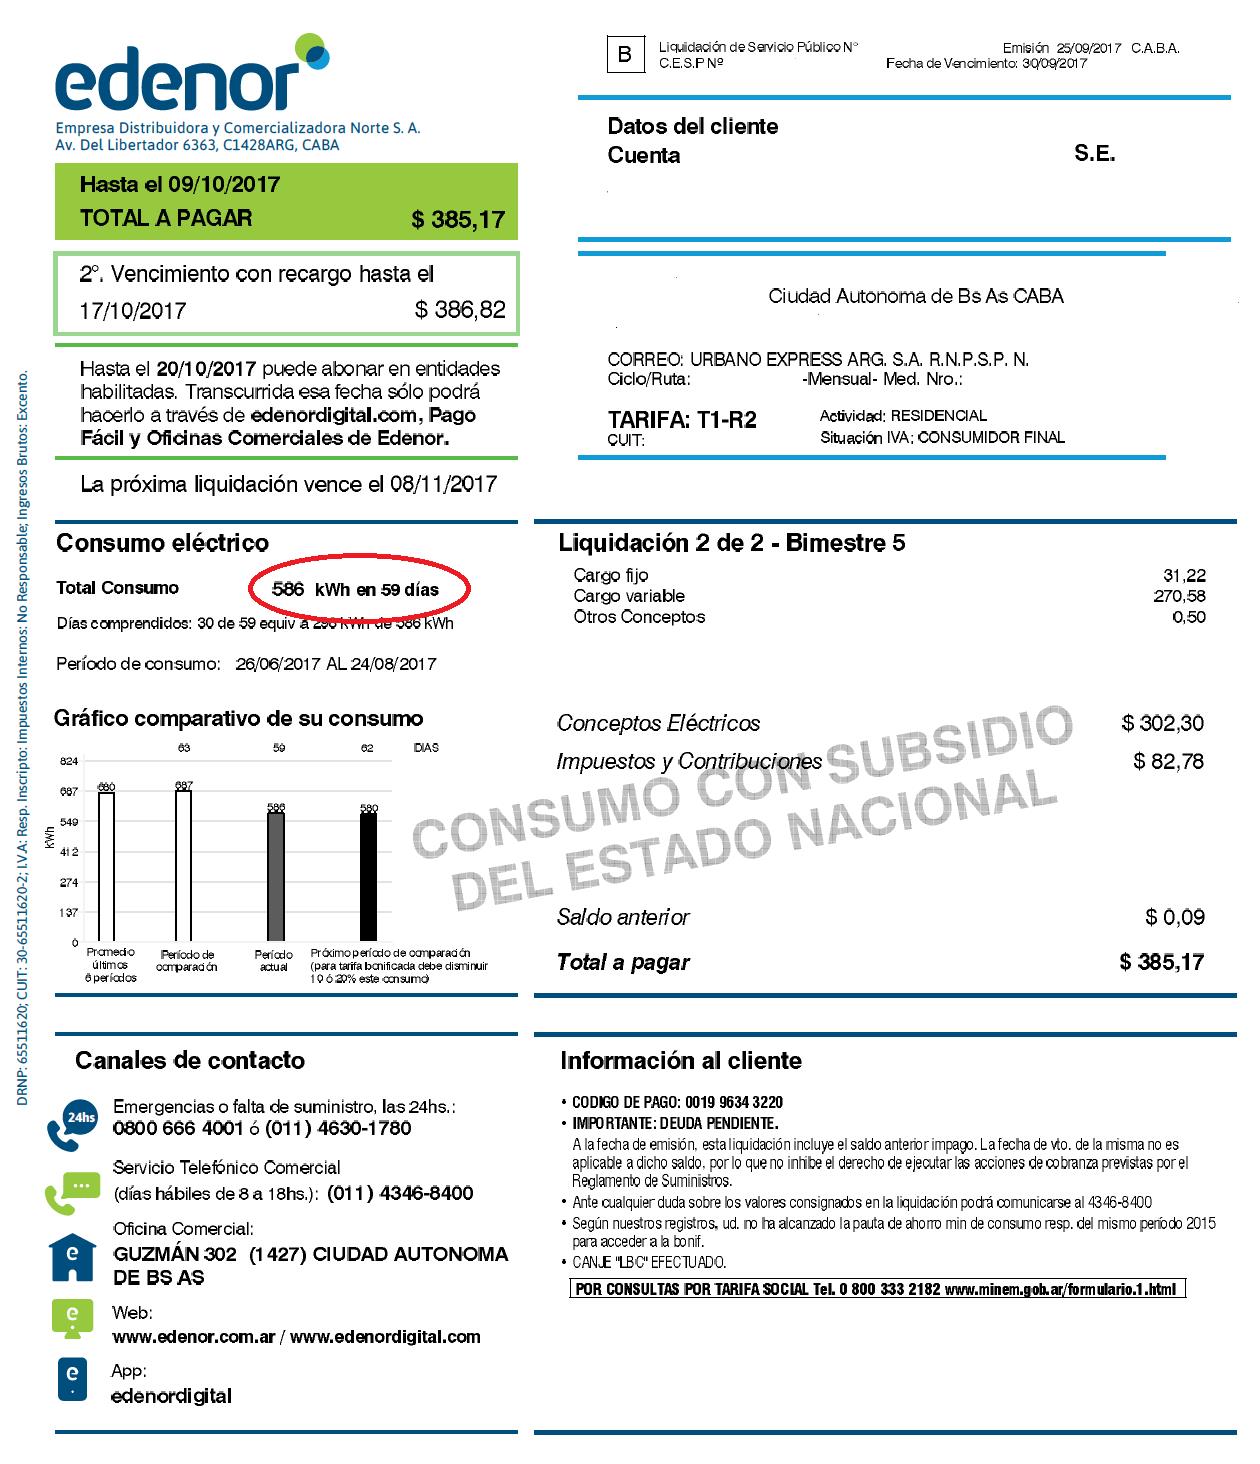 edenor
Empresa Distribuidora y Comercializadora Norte S. A.
Av. Del Libertador 6363, C1428ARG, CABA
B
Liquidación de Servicio Público N°
C.E.S.P Nº
Emisión 25/09/2017 C.A.B.A.
Fecha de Vencimiento: 30/09/2017
Datos del cliente
Cuenta
S.E.
Hasta el 09/10/2017
TOTAL A PAGAR $ 385,17
2°. Vencimiento con recargo hasta el
17/10/2017 $ 386,82
Hasta el 20/10/2017 puede abonar en entidades
habilitadas. Transcurrida esa fecha sólo podrá
hacerlo a través de edenordigital.com, Pago
Fácil y Oficinas Comerciales de Edenor.
La próxima liquidación vence el 08/11/2017
Ciudad Autonoma de Bs As CABA
CORREO: URBANO EXPRESS ARG. S.A. R.N.P.S.P. N.
Ciclo/Ruta: -Mensual- Med. Nro.:
TARIFA: T1-R2
CUIT:
Actividad: RESIDENCIAL
Situación IVA: CONSUMIDOR FINAL
DRNP: 65511620; CUIT: 30-65511620-2; I.V.A: Resp. Inscripto: Impuestos Internos: No Responsable; Ingresos Brutos: Excento.
Consumo eléctrico
Total Consumo 586 kWh en 59 días
Días comprendidos: 30 de 59 equiv a 298 kWh de 586 kWh
Período de consumo: 26/06/2017 AL 24/08/2017
Gráfico comparativo de su consumo
63 59 62 DIAS
824
687
549
412
274
137
0
kWh
680
687
586
580
Promedio
últimos
6 períodos
Período de
comparación
Período
actual
Próximo período de comparación
(para tarifa bonificada debe disminuir
10 ó 20% este consumo)
Liquidación 2 de 2 - Bimestre 5
Cargo fijo 31,22
Cargo variable 270,58
Otros Conceptos 0,50
Conceptos Eléctricos $ 302,30
Impuestos y Contribuciones $ 82,78
CONSUMO CON SUBSIDIO
DEL ESTADO NACIONAL
Saldo anterior $ 0,09
Total a pagar $ 385,17
Canales de contacto
24hs
Emergencias o falta de suministro, las 24hs.:
0800 666 4001 ó (011) 4630-1780
Servicio Telefónico Comercial
(días hábiles de 8 a 18hs.): (011) 4346-8400
e
Oficina Comercial:
GUZMÁN 302 (1427) CIUDAD AUTONOMA
DE BS AS
e
Web:
www.edenor.com.ar / www.edenordigital.com
e
App:
edenordigital
Información al cliente
• CODIGO DE PAGO: 0019 9634 3220
• IMPORTANTE: DEUDA PENDIENTE.
A la fecha de emisión, esta liquidación incluye el saldo anterior impago. La fecha de vto. de la misma no es
aplicable a dicho saldo, por lo que no inhibe el derecho de ejecutar las acciones de cobranza previstas por el
Reglamento de Suministros.
• Ante cualquier duda sobre los valores consignados en la liquidación podrá comunicarse al 4346-8400
• Según nuestros registros, ud. no ha alcanzado la pauta de ahorro min de consumo resp. del mismo período 2015
para acceder a la bonif.
• CANJE "LBC" EFECTUADO.
POR CONSULTAS POR TARIFA SOCIAL Tel. 0 800 333 2182 www.minem.gob.ar/formulario.1.html